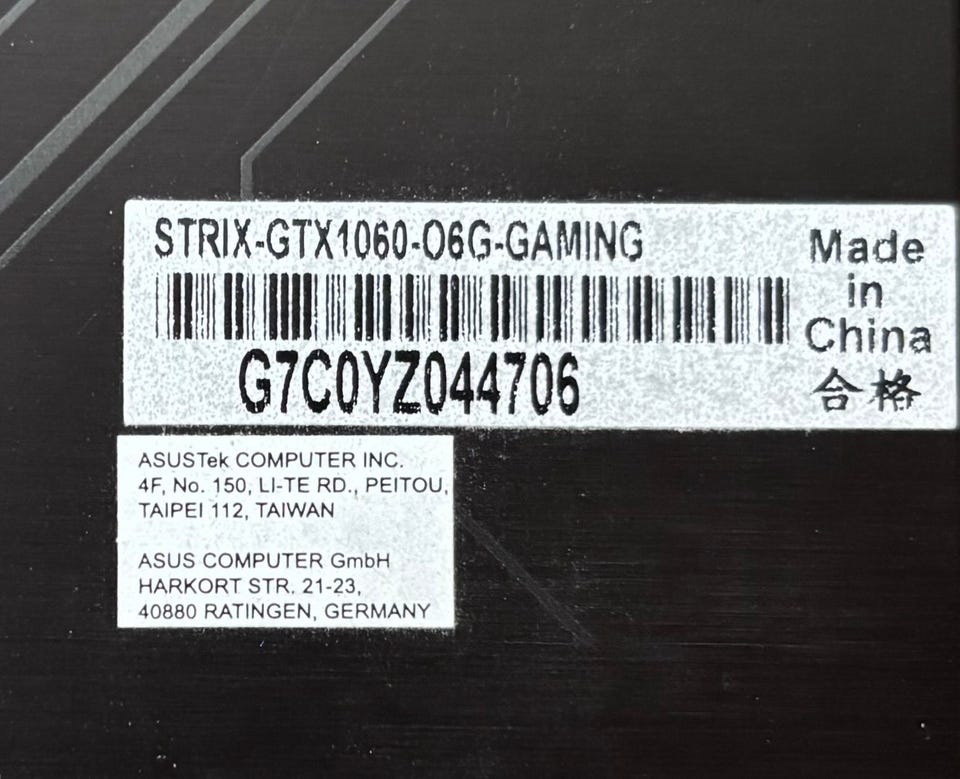 STRIX-GTX1060-O6G-GAMING
G7C0YZ044706
Made
in
China
合格
ASUSTek COMPUTER INC.
4F, No. 150, LI-TE RD., PEITOU,
TAIPEI 112, TAIWAN
ASUS COMPUTER GmbH
HARKORT STR. 21-23,
40880 RATINGEN, GERMANY